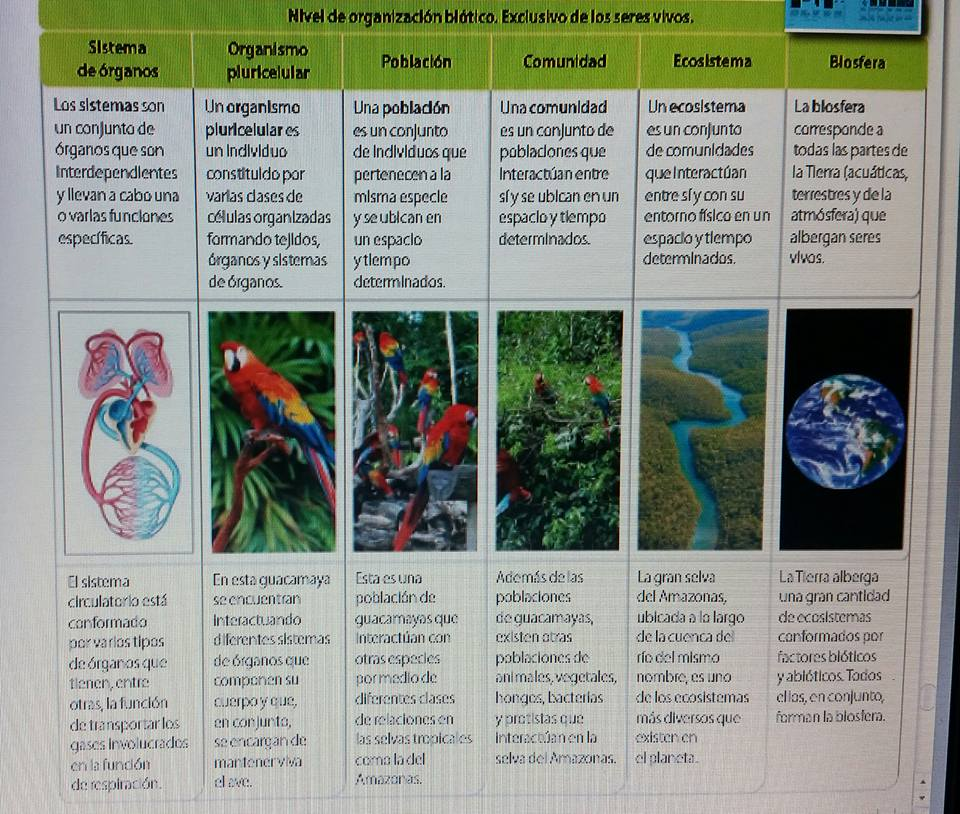 Nivel de organización biótico. Exclusivo de los seres vivos.
Sistema
de órganos
Organismo
pluricelular
Población
Comunidad
Ecosistema
Biosfera
Los sistemas son
un conjunto de
órganos que son
interdependientes
y llevan a cabo una
o varias funciones
específicas.
Un organismo
pluricelular es
un individuo
constituido por
varias clases de
células organizadas
formando tejidos,
órganos y sistemas
de órganos.
Una población
es un conjunto
de individuos que
pertenecen a la
misma especie
y se ubican en
un espacio
y tiempo
determinados.
Una comunidad
es un conjunto de
poblaciones que
interactúan entre
sí y se ubican en un
espacio y tiempo
determinados.
Un ecosistema
es un conjunto
de comunidades
que interactúan
entre sí y con su
entorno físico en un
espacio y tiempo
determinados.
La biosfera
corresponde a
todas las partes de
la Tierra (acuáticas,
terrestres y de la
atmósfera) que
albergan seres
vivos.
El sistema
circulatorio está
conformado
por varios tipos
de órganos que
tienen, entre
otras, la función
de transportar los
gases involucrados
en la función
de respiración.
En esta guacamaya
se encuentran
interactuando
diferentes sistemas
de órganos que
componen su
cuerpo y que,
en conjunto,
se encargan de
mantener viva
el ave.
Esta es una
población de
guacamayas que
interactúan con
otras especies
por medio de
diferentes clases
de relaciones en
las selvas tropicales
como la del
Amazonas.
Además de las
poblaciones
de guacamayas,
existen otras
poblaciones de
animales, vegetales,
hongos, bacterias
y protistas que
interactúan en la
selva del Amazonas.
La gran selva
del Amazonas,
ubicada a lo largo
de la cuenca del
río del mismo
nombre, es uno
de los ecosistemas
más diversos que
existen en
el planeta.
La Tierra alberga
una gran cantidad
de ecosistemas
conformados por
factores bióticos
y abióticos. Todos
ellos, en conjunto,
forman la biosfera.